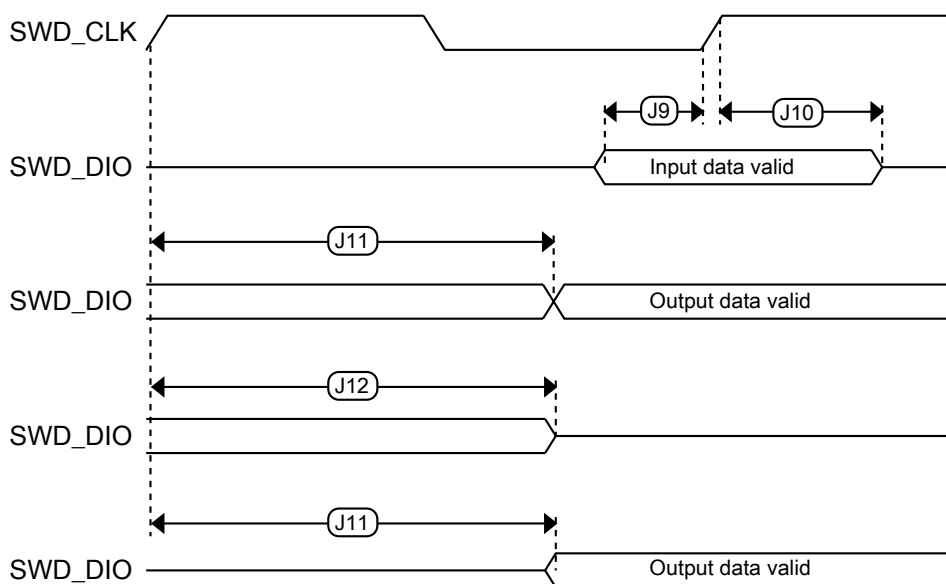 SWD_CLK
J9
J10
SWD_DIO
Input data valid
J11
SWD_DIO
Output data valid
J12
SWD_DIO
J11
SWD_DIO
Output data valid